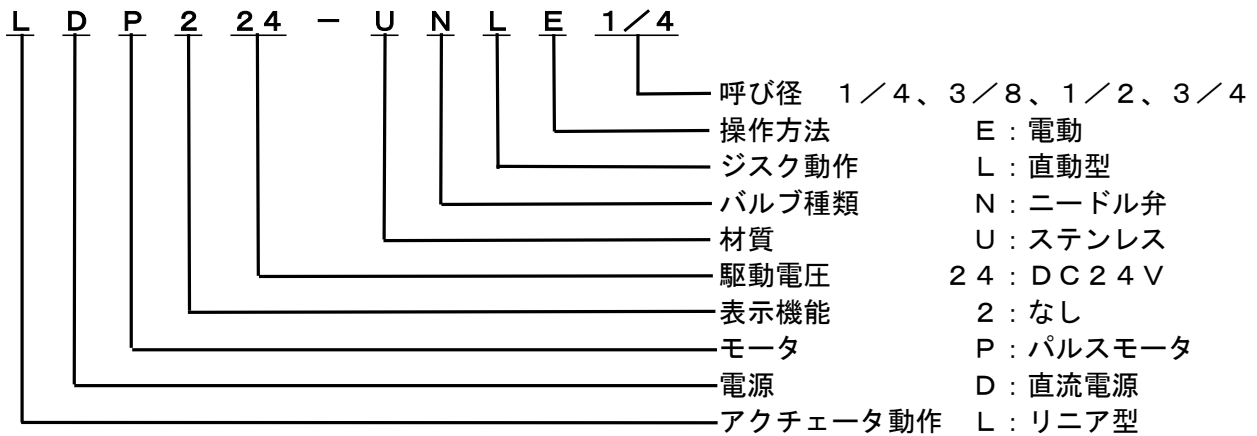 ＬＤＰ２２４－ＵＮＬＥ１／４
呼び径　１／４、３／８、１／２、３／４
操作方法　Ｅ：電動
ジスク動作　Ｌ：直動型
バルブ種類　Ｎ：ニードル弁
材質　Ｕ：ステンレス
駆動電圧　２４：ＤＣ２４Ｖ
表示機能　２：なし
モータ　Ｐ：パルスモータ
電源　Ｄ：直流電源
アクチェータ動作　Ｌ：リニア型